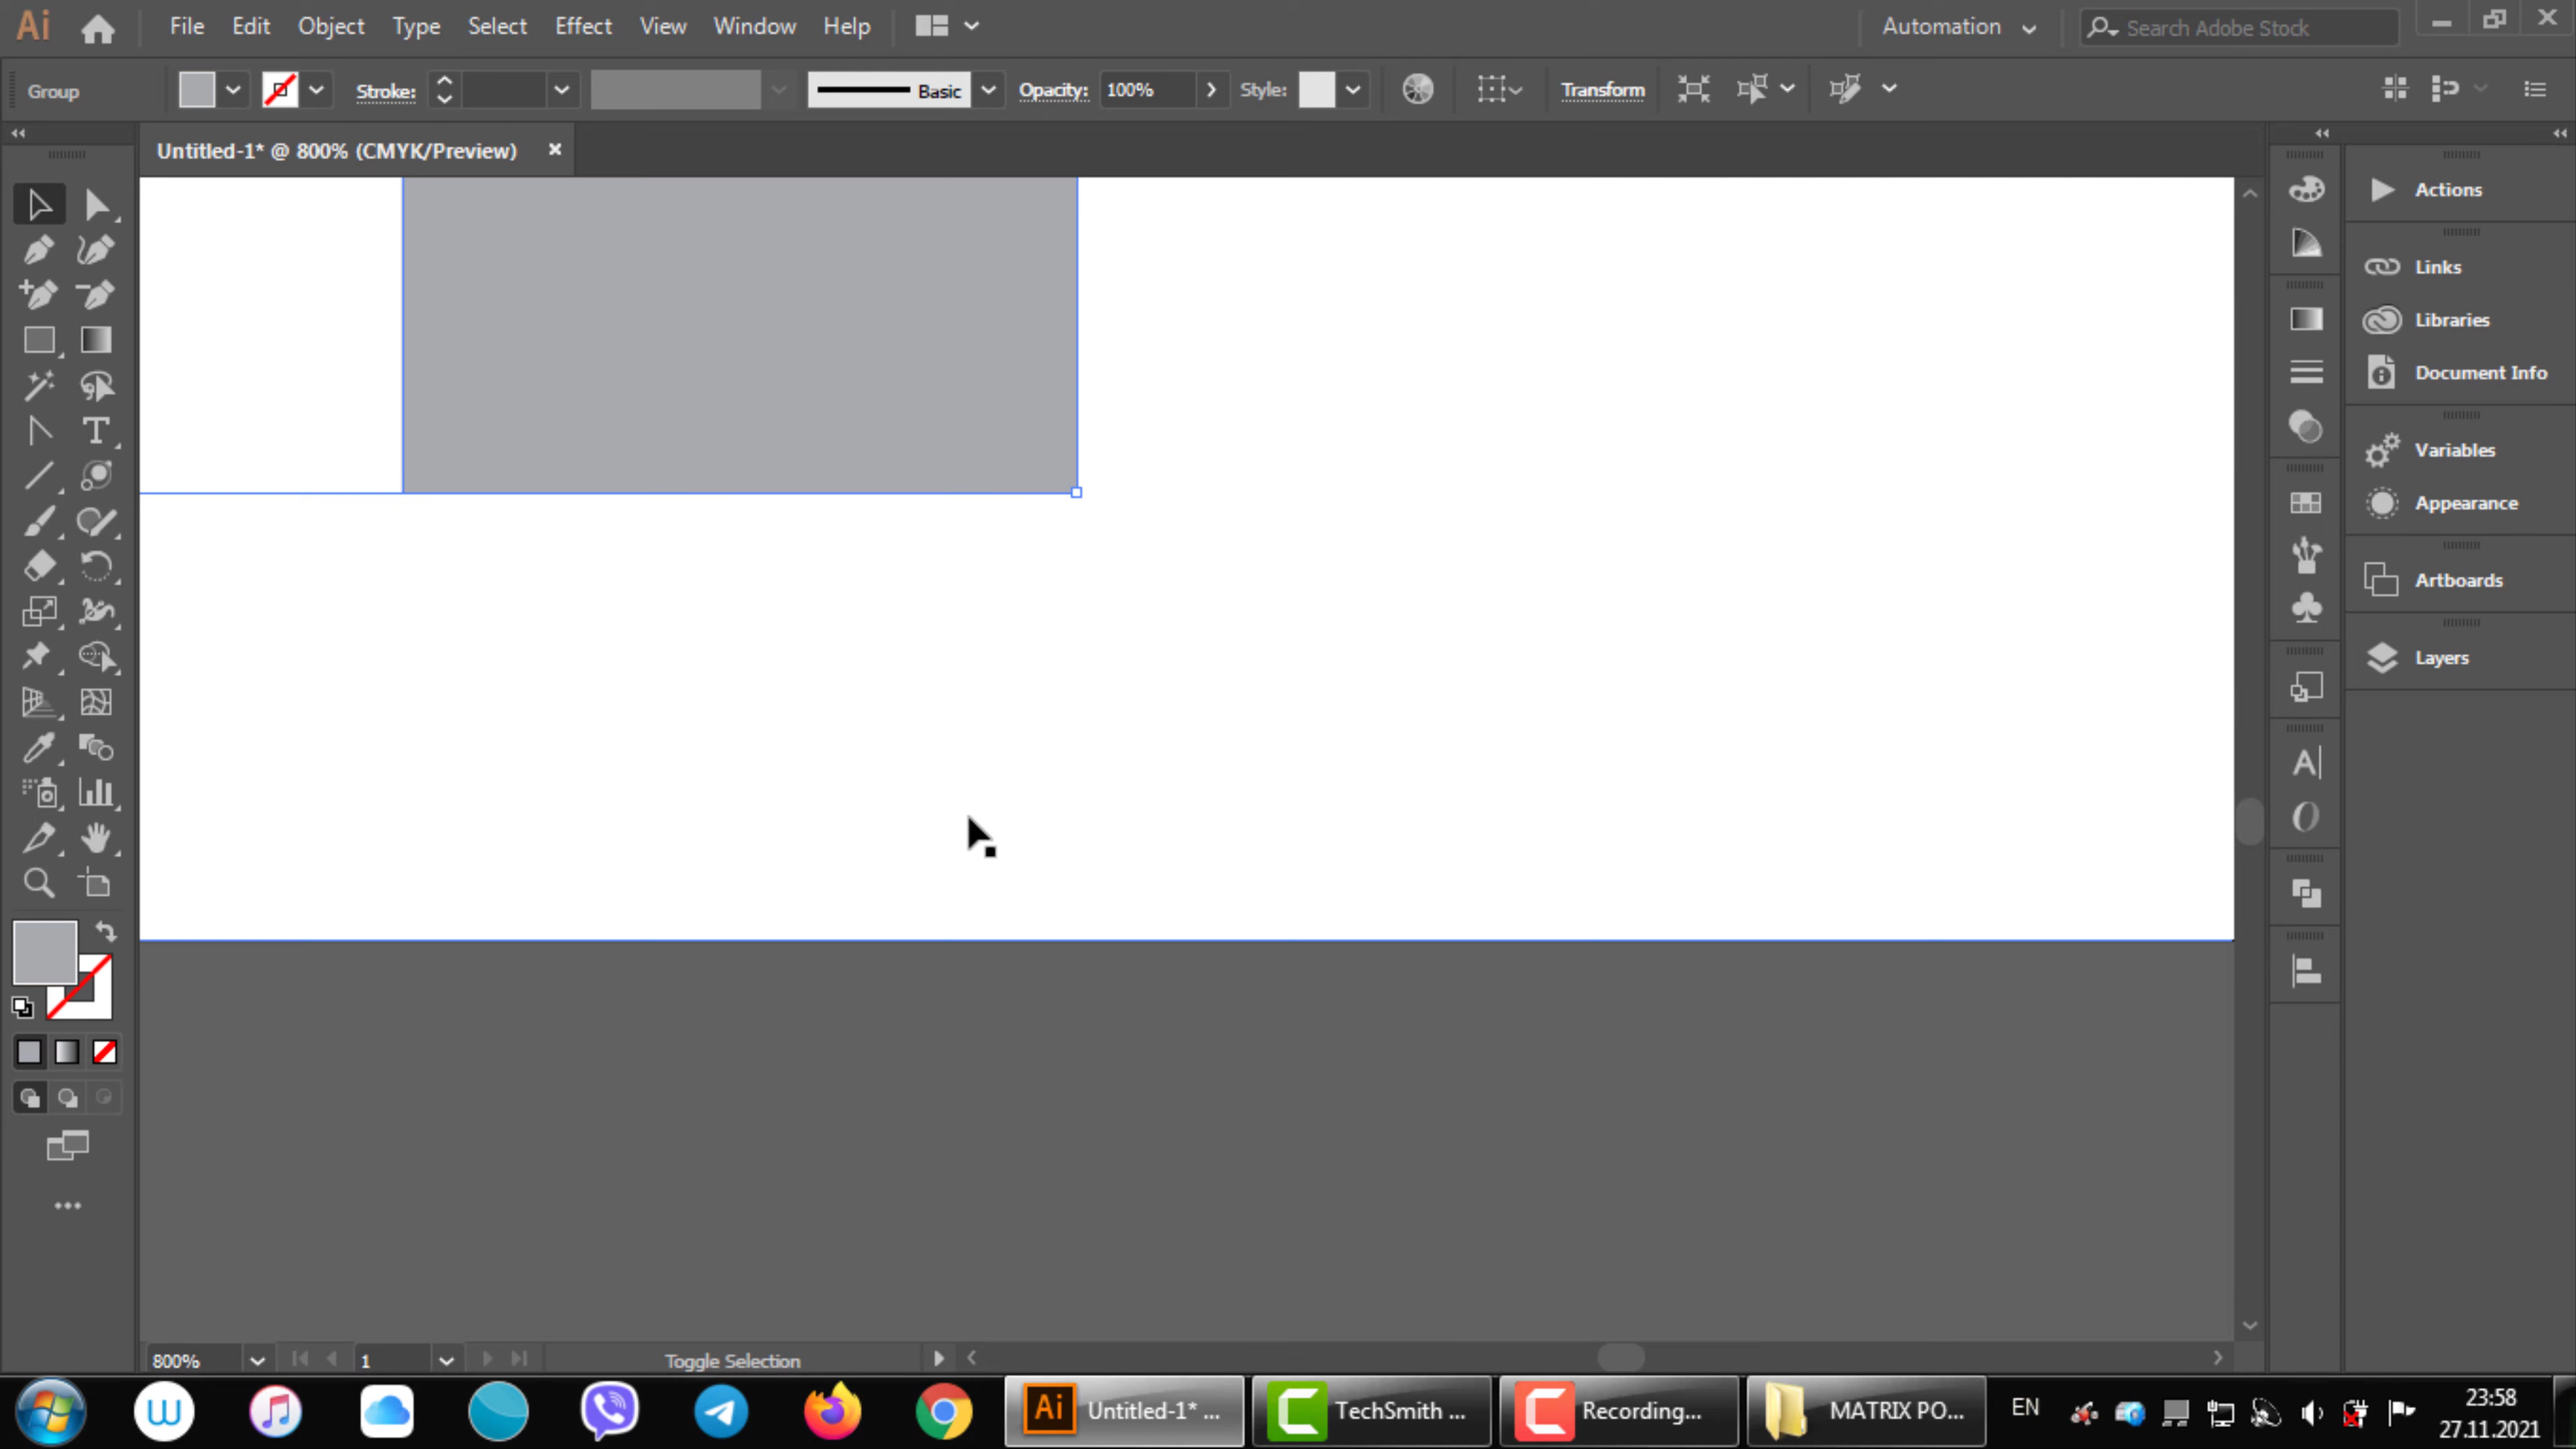 Ai File Edit Object Type Select Effect View Window Help Automation Search Adobe Stock
Group Stroke: Basic Opacity: 100% Style: Transform
Untitled-1* @ 800% (CMYK/Preview)
Actions
Links
Libraries
Document Info
Variables
Appearance
Artboards
Layers
800% 1 Toggle Selection
Ai Untitled-1* ... TechSmith ... Recording... MATRIX PO... EN 23:58
27.11.2021